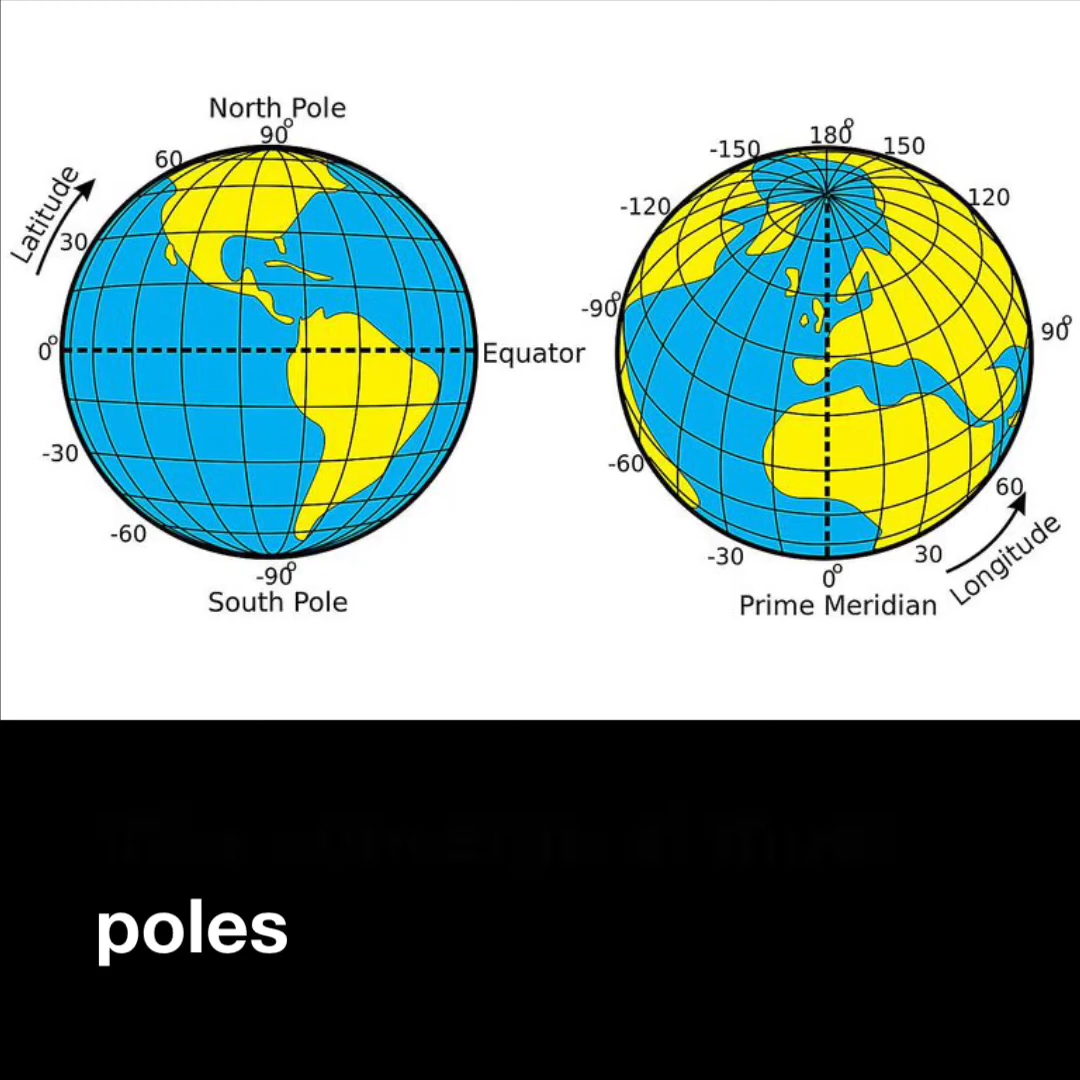 North Pole
90°
60
Latitude
30
0°
Equator
-30
-60
-90°
South Pole
180°
-150
150
-120
120
-90°
90°
-60
60
-30
30
0°
Longitude
Prime Meridian
poles